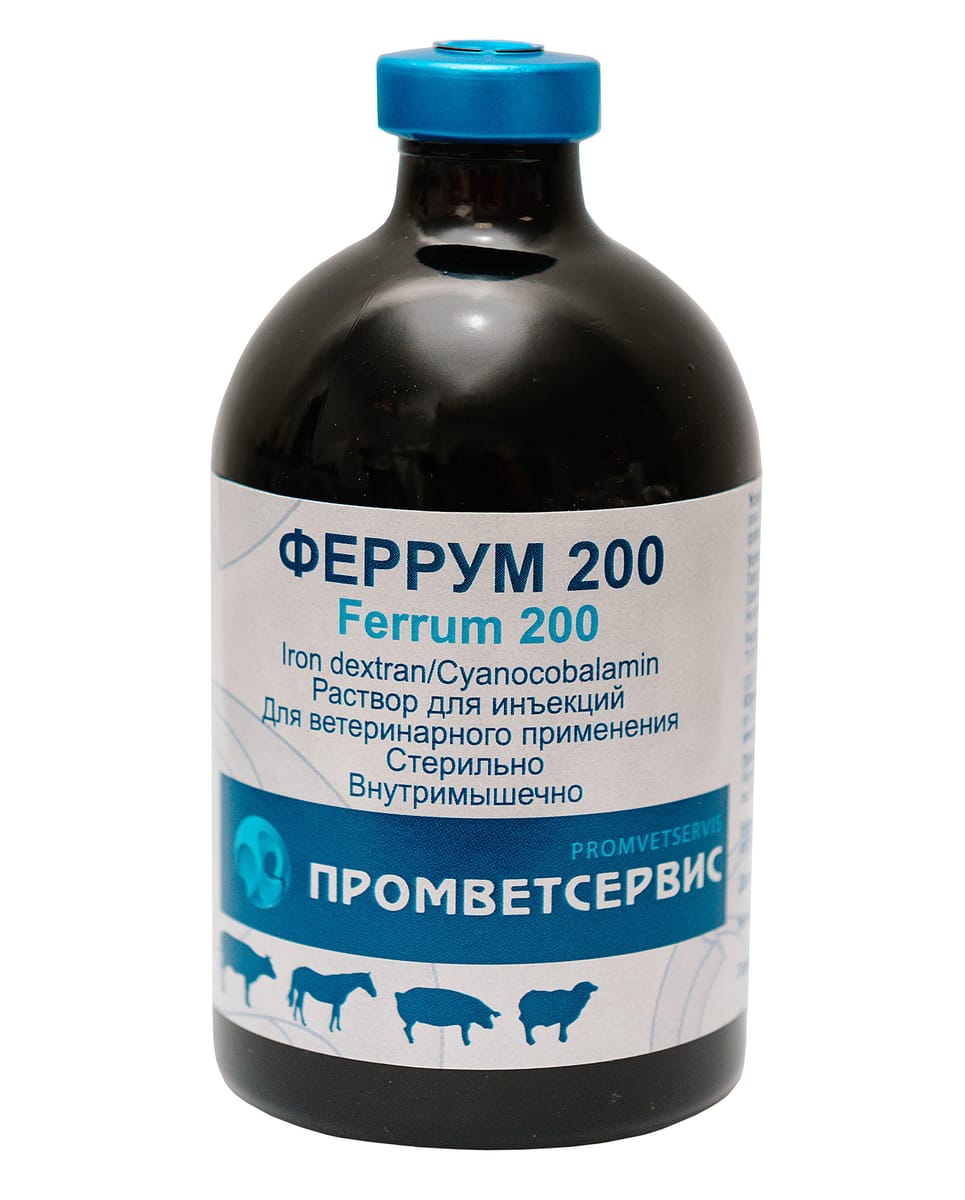 ФЕРРУМ 200
Ferrum 200
Iron dextran/Cyanocobalamin
Раствор для инъекций
Для ветеринарного применения
Стерильно
Внутримышечно
PROMVETSERVIS
ПРОМВЕТСЕРВИС